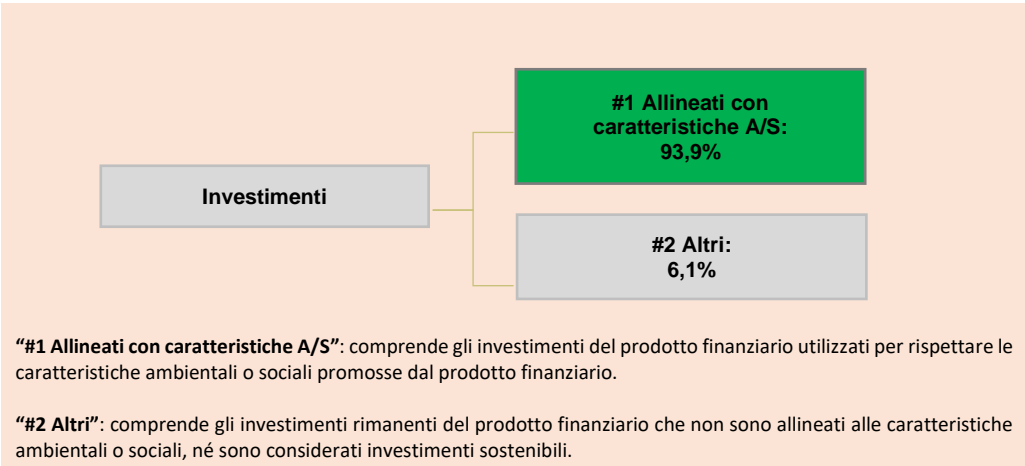 #1 Allineati con
caratteristiche A/S:
93,9%
Investimenti
#2 Altri:
6,1%
“#1 Allineati con caratteristiche A/S”: comprende gli investimenti del prodotto finanziario utilizzati per rispettare le
caratteristiche ambientali o sociali promosse dal prodotto finanziario.
“#2 Altri”: comprende gli investimenti rimanenti del prodotto finanziario che non sono allineati alle caratteristiche
ambientali o sociali, né sono considerati investimenti sostenibili.